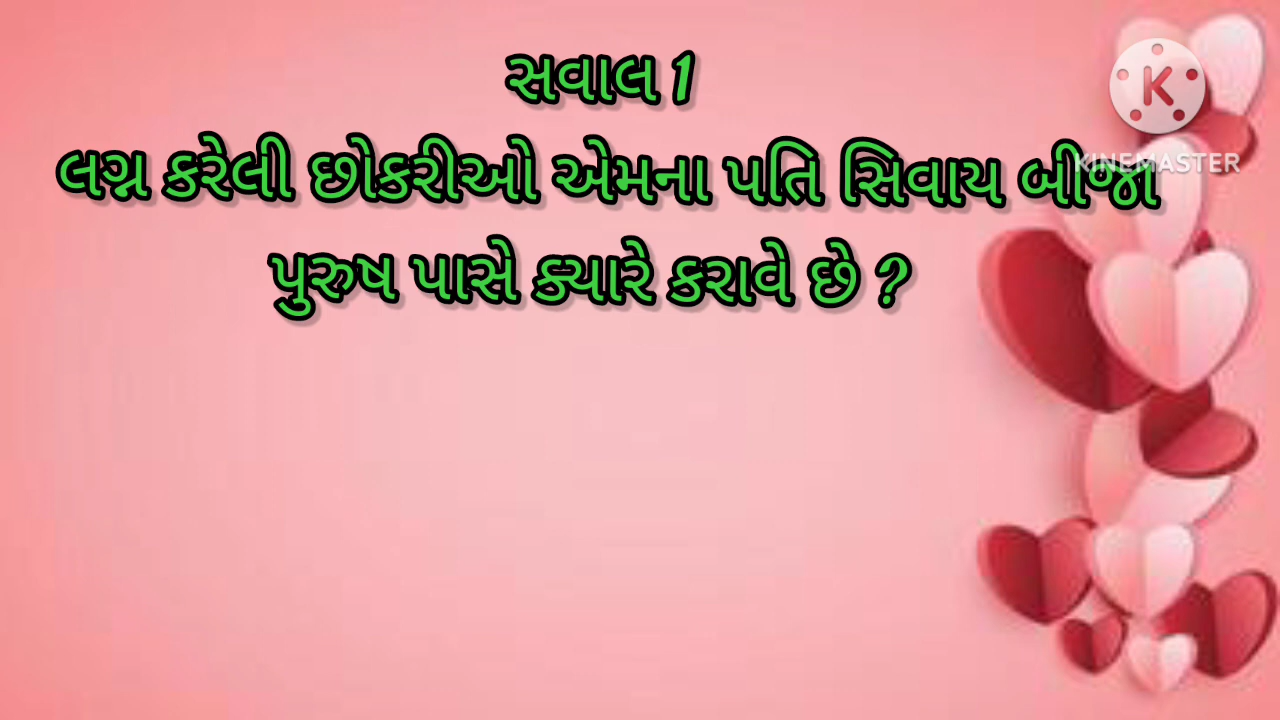 સવાલ 1
લગ્ન કરેલી છોકરીઓ એમના પતિ સિવાય બીજા
પુરુષ પાસે ક્યારે કરાવે છે ?
K
KINEMASTER